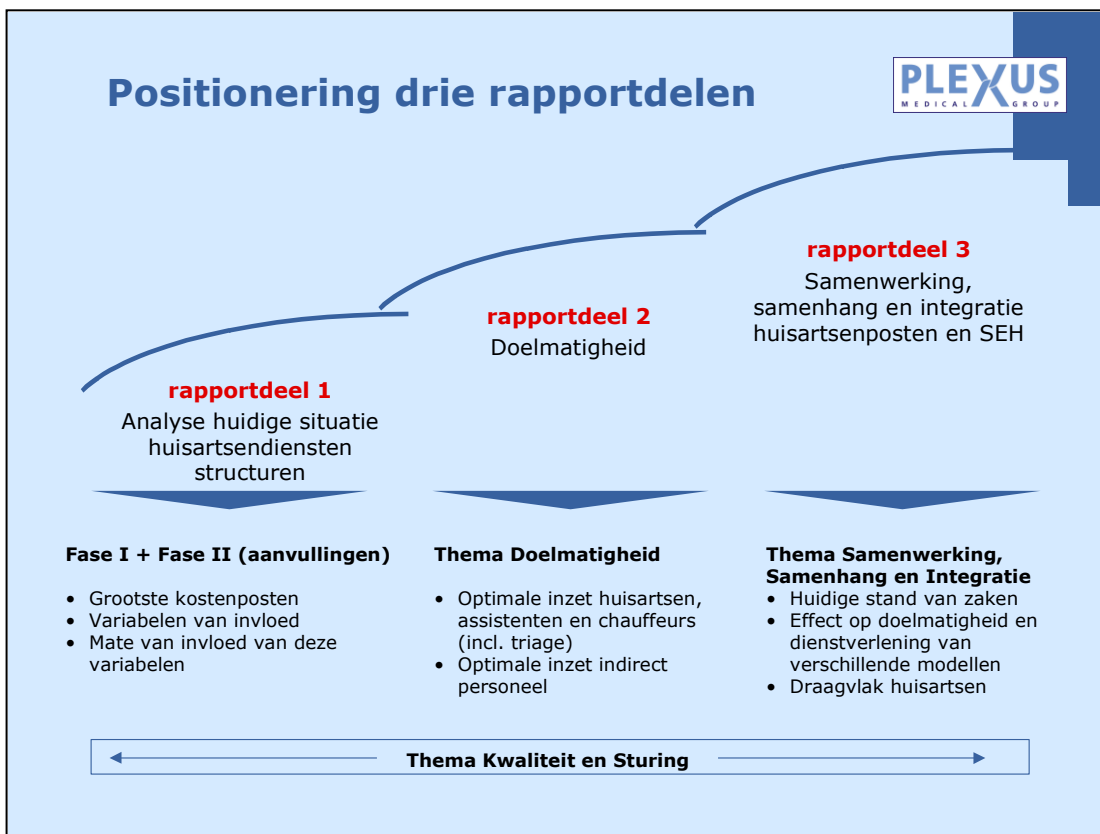 Positionering drie rapportdelen
PLEXUS
MEDICAL GROUP
rapportdeel 1
Analyse huidige situatie
huisartsendiensten
structuren
rapportdeel 2
Doelmatigheid
rapportdeel 3
Samenwerking,
samenhang en integratie
huisartsenposten en SEH
Fase I + Fase II (aanvullingen)
• Grootste kostenposten
• Variabelen van invloed
• Mate van invloed van deze
variabelen
Thema Doelmatigheid
• Optimale inzet huisartsen,
assistenten en chauffeurs
(incl. triage)
• Optimale inzet indirect
personeel
Thema Samenwerking,
Samenhang en Integratie
• Huidige stand van zaken
• Effect op doelmatigheid en
dienstverlening van
verschillende modellen
• Draagvlak huisartsen
Thema Kwaliteit en Sturing